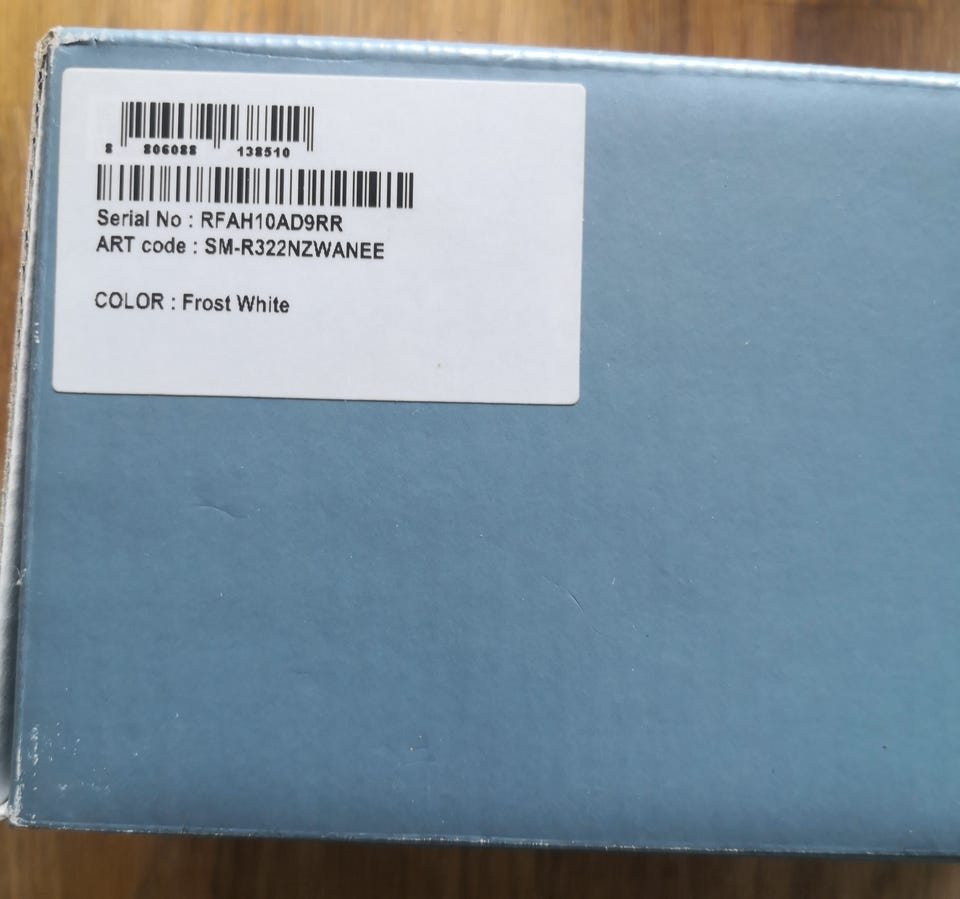 8 806088 138510
Serial No : RFAH10AD9RR
ART code : SM-R322NZWANEE
COLOR : Frost White